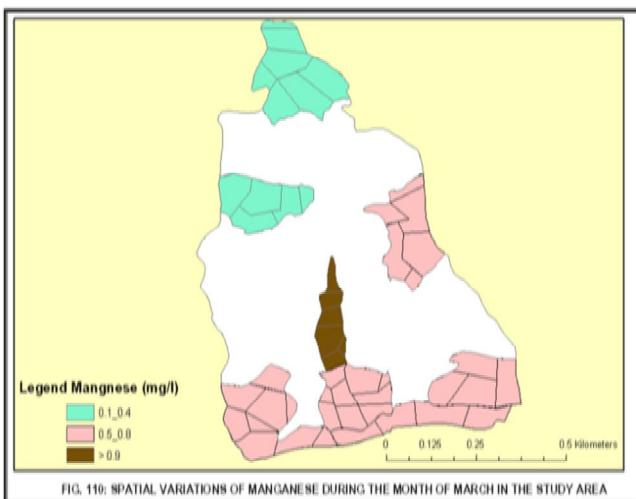 Legend Mangnese (mg/l)
0.1_0.4
0.5_0.8
>0.9
0 0.125 0.25 0.5 Kilometers
FIG. 110: SPATIAL VARIATIONS OF MANGANESE DURING THE MONTH OF MARCH IN THE STUDY AREA